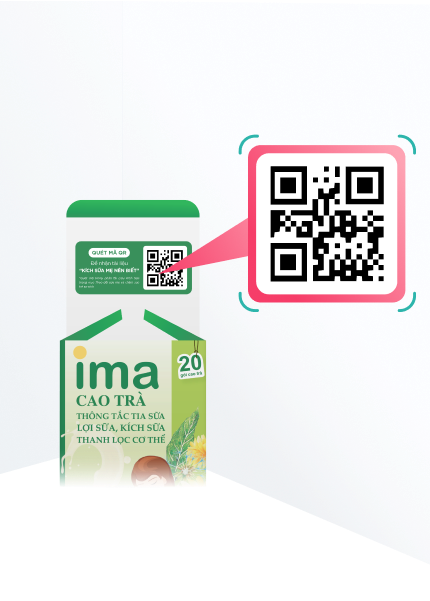 QUÉT MÃ QR
Để nhận tài liệu
"KÍCH SỮA MẸ NÊN BIẾT"
ima
20
gói cao trà
CAO TRÀ
THÔNG TẮC TIA SỮA
LỢI SỮA, KÍCH SỮA
THANH LỌC CƠ THỂ